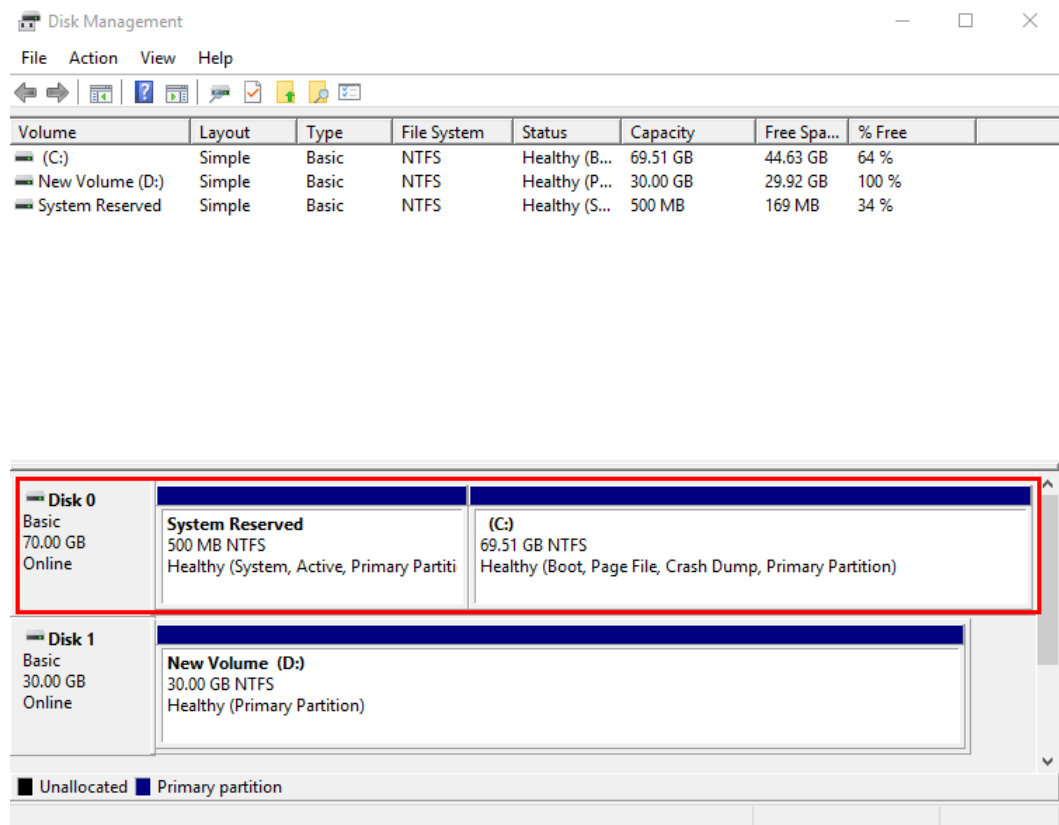 Disk Management
File Action View Help
Volume Layout Type File System Status Capacity Free Spa... % Free
(C:) Simple Basic NTFS Healthy (B... 69.51 GB 44.63 GB 64 %
New Volume (D:) Simple Basic NTFS Healthy (P... 30.00 GB 29.92 GB 100 %
System Reserved Simple Basic NTFS Healthy (S... 500 MB 169 MB 34 %
Disk 0
Basic
70.00 GB
Online
System Reserved
500 MB NTFS
Healthy (System, Active, Primary Partiti
(C:)
69.51 GB NTFS
Healthy (Boot, Page File, Crash Dump, Primary Partition)
Disk 1
Basic
30.00 GB
Online
New Volume (D:)
30.00 GB NTFS
Healthy (Primary Partition)
Unallocated Primary partition